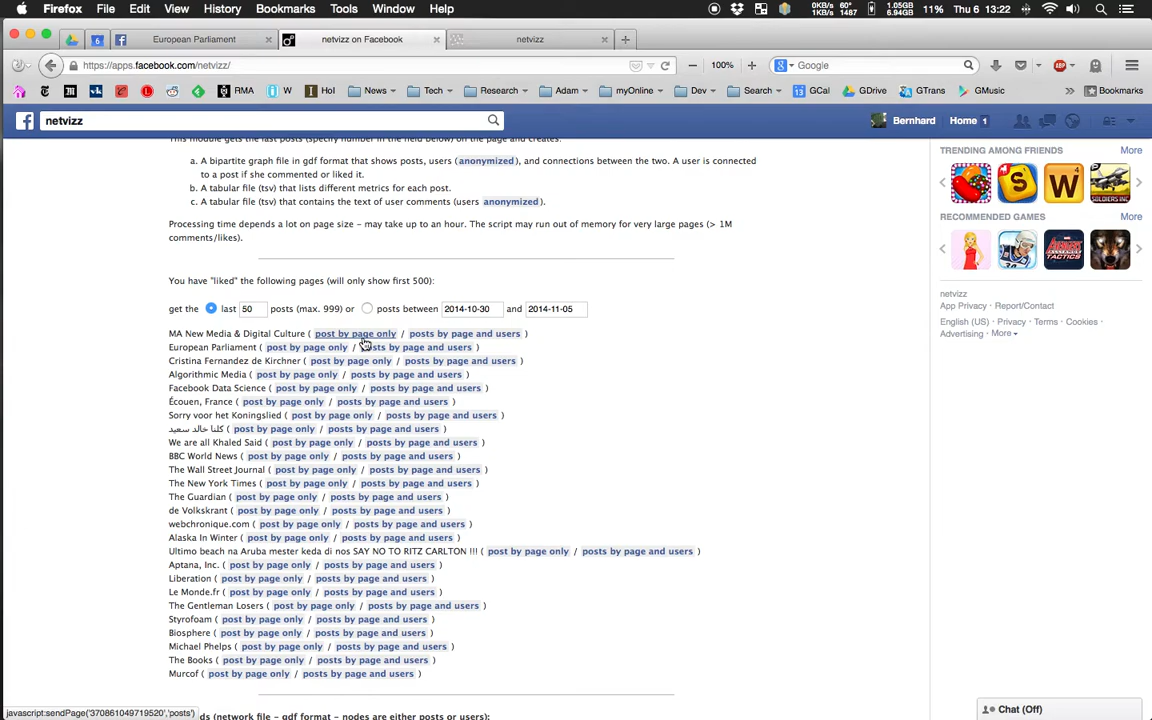 Firefox File Edit View History Bookmarks Tools Window Help 0KB/s 1KB/s 60° 1487 1.05GB 6.94GB 11% Thu 6 13:22
European Parliament × netvizz on Facebook × netvizz × +
https://apps.facebook.com/netvizz/ 100% Google
RMA W HoI News Tech Research Adam myOnline Dev Search GCal GDrive GTrans GMusic Bookmarks
netvizz Bernhard Home 1
This module gets the last posts (specify number in the field below) on the page and creates:
a. A bipartite graph file in gdf format that shows posts, users (anonymized), and connections between the two. A user is connected
to a post if she commented or liked it.
b. A tabular file (tsv) that lists different metrics for each post.
c. A tabular file (tsv) that contains the text of user comments (users anonymized).
Processing time depends a lot on page size – may take up to an hour. The script may run out of memory for very large pages (> 1M
comments/likes).
You have "liked" the following pages (will only show first 500):
get the last 50 posts (max. 999) or posts between 2014-10-30 and 2014-11-05
MA New Media & Digital Culture ( post by page only / posts by page and users )
European Parliament ( post by page only / posts by page and users )
Cristina Fernandez de Kirchner ( post by page only / posts by page and users )
Algorithmic Media ( post by page only / posts by page and users )
Facebook Data Science ( post by page only / posts by page and users )
Écouen, France ( post by page only / posts by page and users )
Sorry voor het Koningslied ( post by page only / posts by page and users )
كلنا خالد سعيد ( post by page only / posts by page and users )
We are all Khaled Said ( post by page only / posts by page and users )
BBC World News ( post by page only / posts by page and users )
The Wall Street Journal ( post by page only / posts by page and users )
The New York Times ( post by page only / posts by page and users )
The Guardian ( post by page only / posts by page and users )
de Volkskrant ( post by page only / posts by page and users )
webchronique.com ( post by page only / posts by page and users )
Alaska In Winter ( post by page only / posts by page and users )
Ultimo beach na Aruba mester keda di nos SAY NO TO RITZ CARLTON !!! ( post by page only / posts by page and users )
Aptana, Inc. ( post by page only / posts by page and users )
Liberation ( post by page only / posts by page and users )
Le Monde.fr ( post by page only / posts by page and users )
The Gentleman Losers ( post by page only / posts by page and users )
Styrofoam ( post by page only / posts by page and users )
Biosphere ( post by page only / posts by page and users )
Michael Phelps ( post by page only / posts by page and users )
The Books ( post by page only / posts by page and users )
Murcof ( post by page only / posts by page and users )
(network file – gdf format – nodes are either posts or users):
javascript:sendPage('370861049719520','posts')
TRENDING AMONG FRIENDS More
RECOMMENDED GAMES More
netvizz
App Privacy · Report/Contact
English (US) · Privacy · Terms · Cookies ·
Advertising · More
Chat (Off)